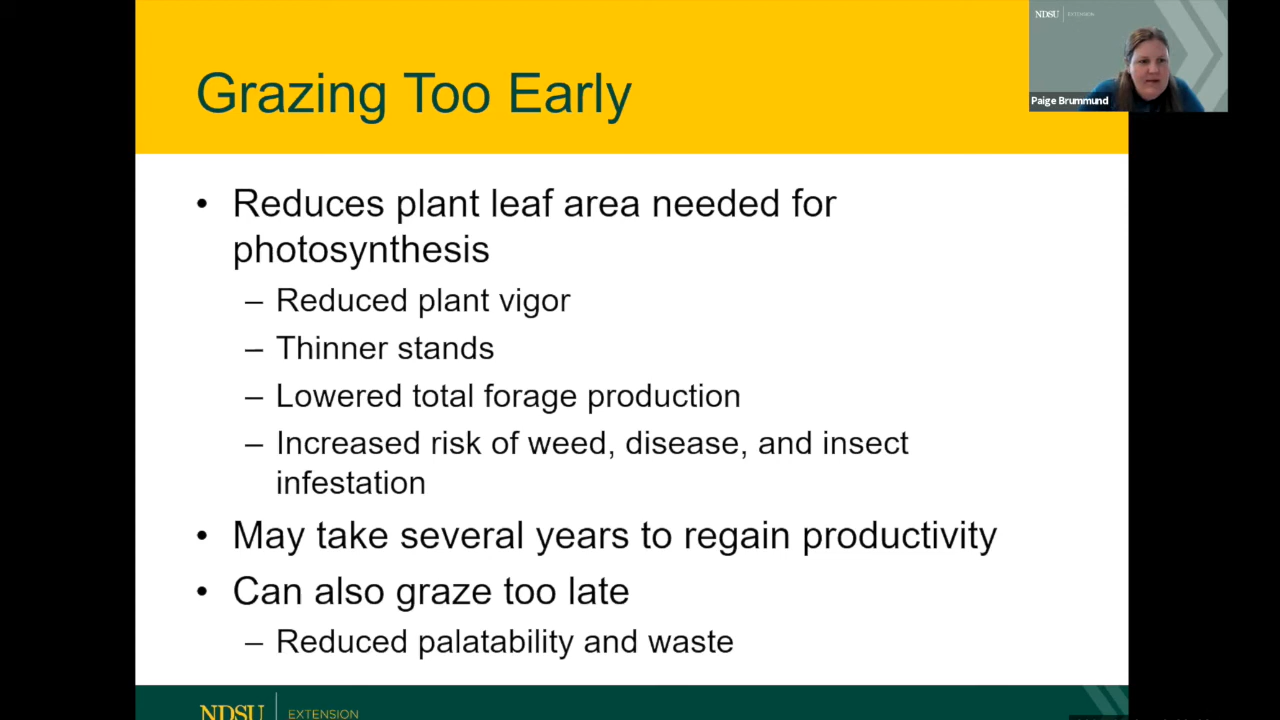 NDSU EXTENSION
Paige Brummund
Grazing Too Early
• Reduces plant leaf area needed for
photosynthesis
– Reduced plant vigor
– Thinner stands
– Lowered total forage production
– Increased risk of weed, disease, and insect
infestation
• May take several years to regain productivity
• Can also graze too late
– Reduced palatability and waste
NDSU EXTENSION